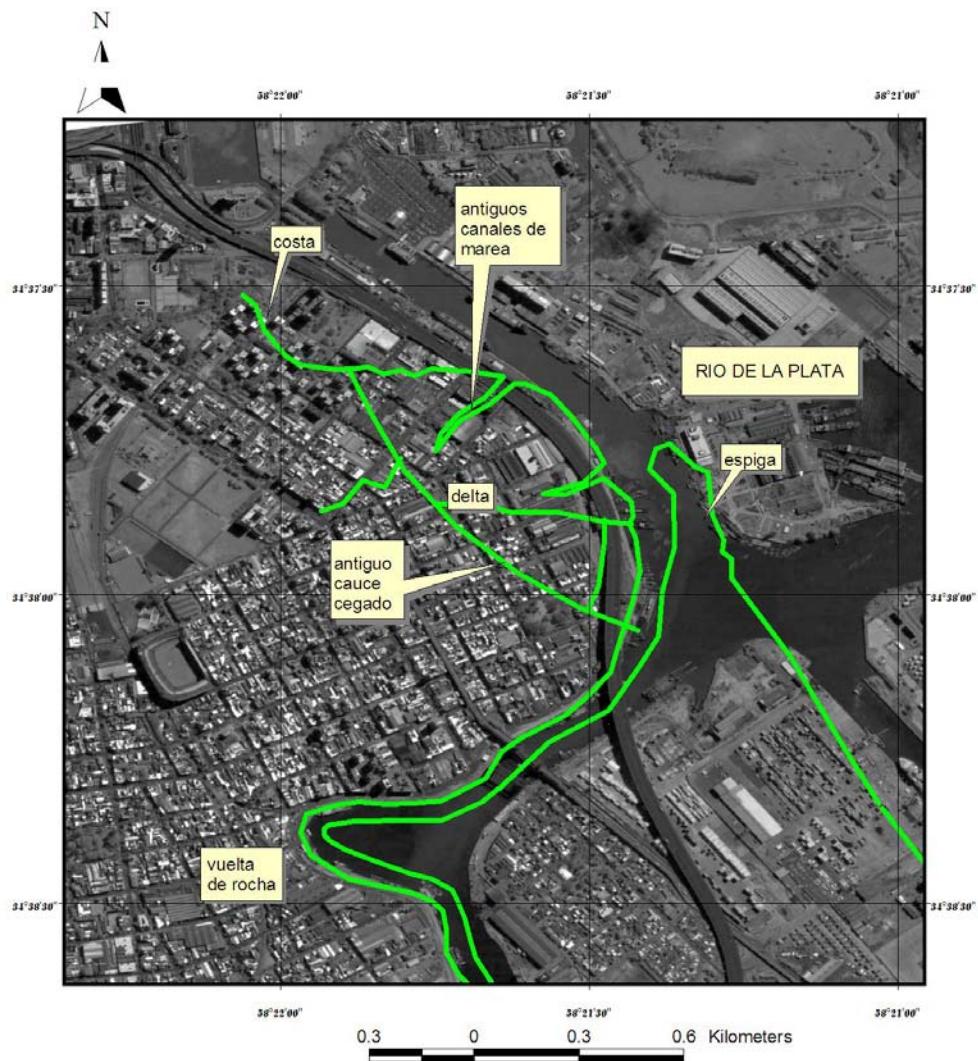 N
58°22'00"
58°21'30"
58°21'00"
antiguos
canales de
marea
costa
34°37'30"
34°37'30"
RIO DE LA PLATA
espiga
delta
antiguo
cauce
cegado
34°38'00"
34°38'00"
vuelta
de rocha
34°38'30"
34°38'30"
58°22'00"
58°21'30"
58°21'00"
0.3 0 0.3 0.6 Kilometers